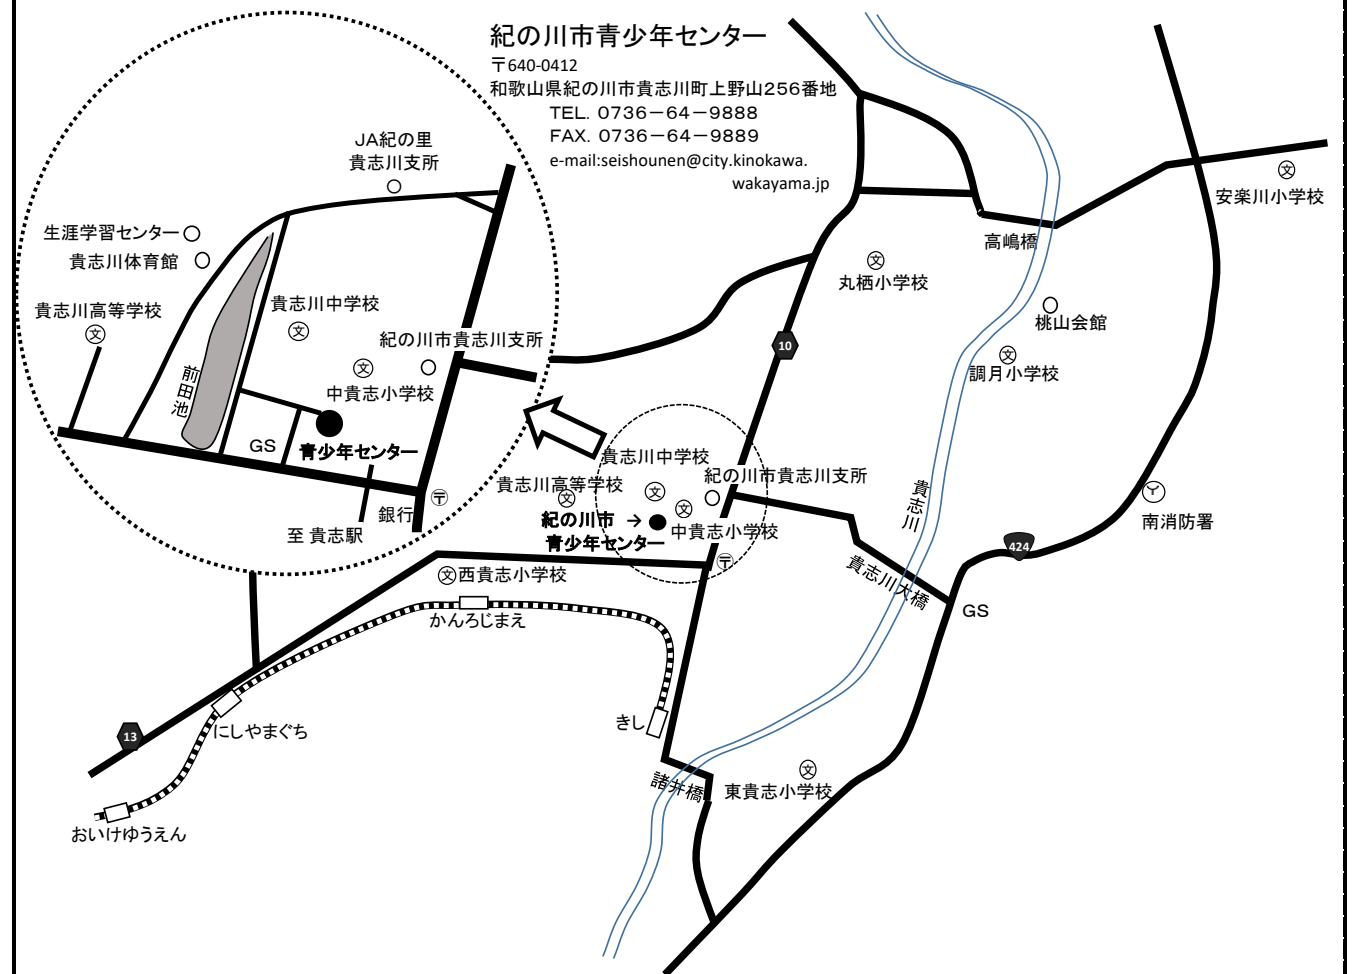 紀の川市青少年センター
〒640-0412
和歌山県紀の川市貴志川町上野山256番地
TEL. 0736－64－9888
FAX. 0736－64－9889
e-mail:seishounen@city.kinokawa.
wakayama.jp
JA紀の里
貴志川支所
生涯学習センター
貴志川体育館
貴志川高等学校
文
貴志川中学校
文
紀の川市貴志川支所
文
中貴志小学校
前田池
GS
青少年センター
銀行
〒
至 貴志駅
文
安楽川小学校
高嶋橋
文
丸栖小学校
桃山会館
文
調月小学校
10
貴志川中学校
文
紀の川市貴志川支所
貴志川高等学校
文
文
中貴志小学校
紀の川市 →
青少年センター
〒
貴志川
南消防署
424
貴志川大橋
GS
文西貴志小学校
かんろじまえ
きし
にしやまぐち
13
おいけゆうえん
諸井橋
文
東貴志小学校